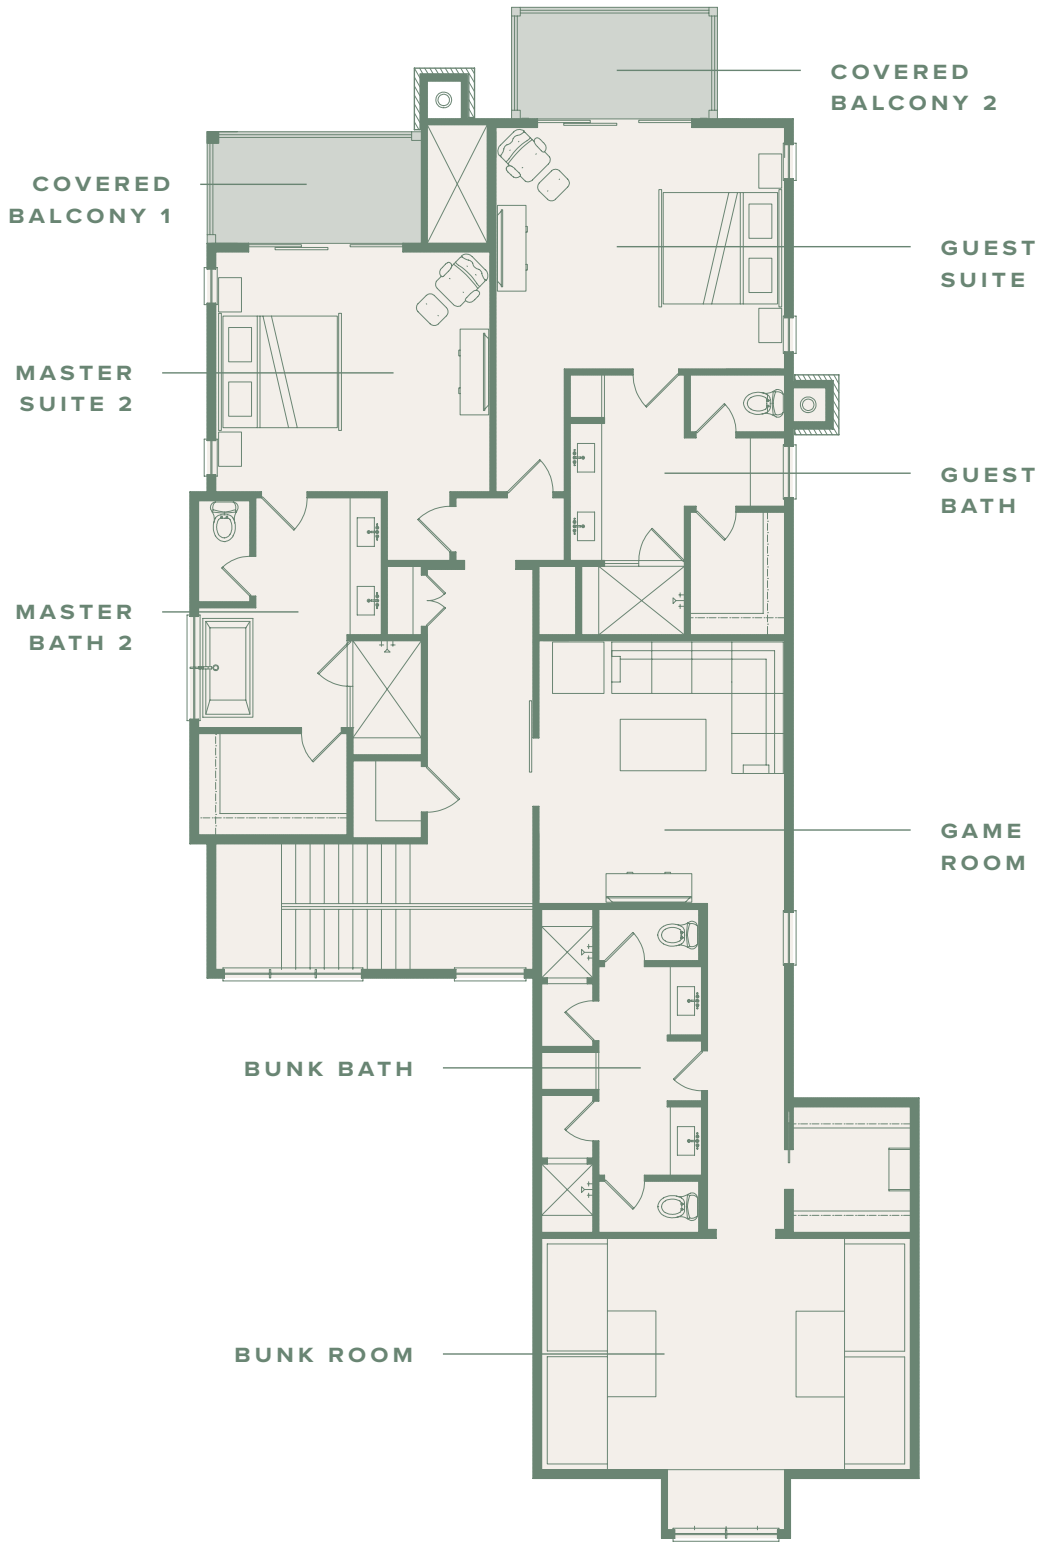 COVERED
BALCONY 2
COVERED
BALCONY 1
GUEST
SUITE
MASTER
SUITE 2
GUEST
BATH
MASTER
BATH 2
GAME
ROOM
BUNK BATH
BUNK ROOM